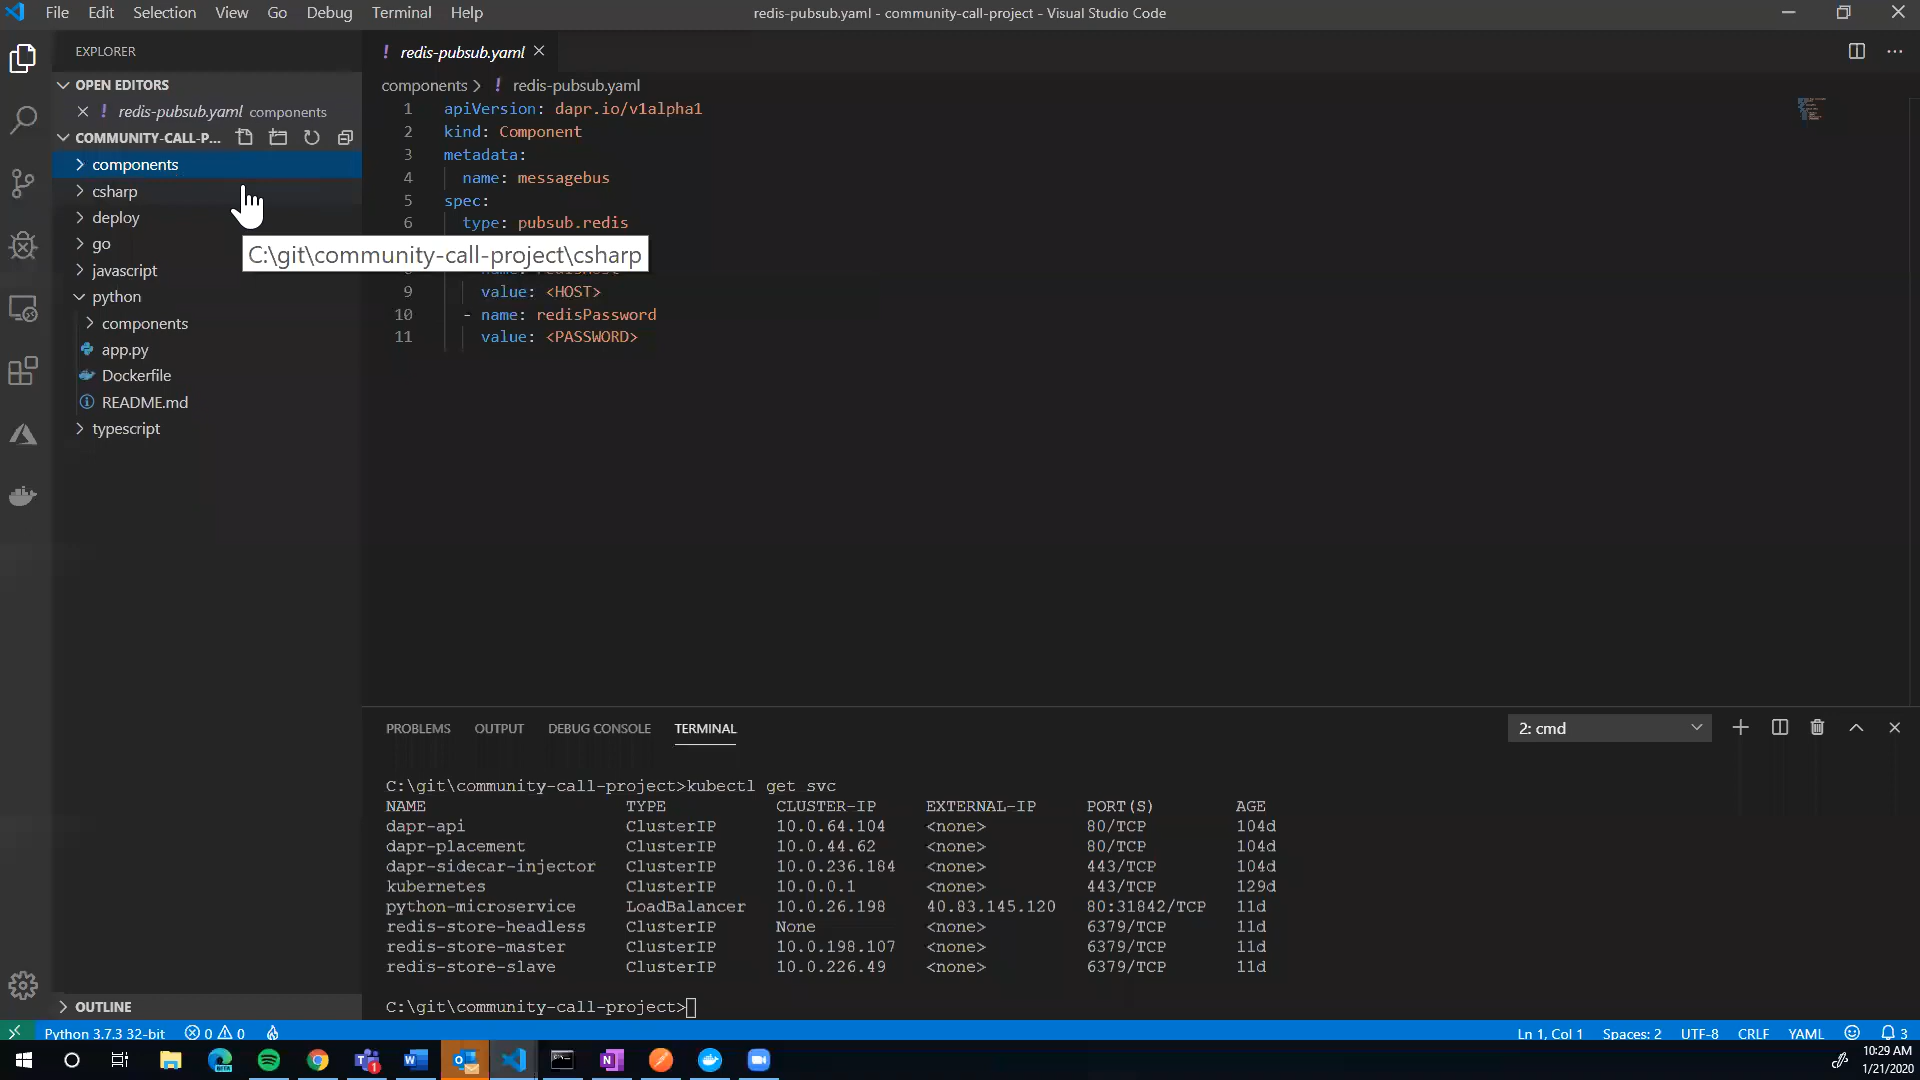 File Edit Selection View Go Debug Terminal Help
redis-pubsub.yaml - community-call-project - Visual Studio Code
EXPLORER
OPEN EDITORS
redis-pubsub.yaml components
COMMUNITY-CALL-P...
components
csharp
deploy
go
javascript
python
components
app.py
Dockerfile
README.md
typescript
OUTLINE
C:\git\community-call-project\csharp
redis-pubsub.yaml
components > redis-pubsub.yaml
1 apiVersion: dapr.io/v1alpha1
2 kind: Component
3 metadata:
4 name: messagebus
5 spec:
6 type: pubsub.redis
9 value: <HOST>
10 - name: redisPassword
11 value: <PASSWORD>
PROBLEMS OUTPUT DEBUG CONSOLE TERMINAL
2: cmd
C:\git\community-call-project>kubectl get svc
NAME TYPE CLUSTER-IP EXTERNAL-IP PORT(S) AGE
dapr-api ClusterIP 10.0.64.104 <none> 80/TCP 104d
dapr-placement ClusterIP 10.0.44.62 <none> 80/TCP 104d
dapr-sidecar-injector ClusterIP 10.0.236.184 <none> 443/TCP 104d
kubernetes ClusterIP 10.0.0.1 <none> 443/TCP 129d
python-microservice LoadBalancer 10.0.26.198 40.83.145.120 80:31842/TCP 11d
redis-store-headless ClusterIP None <none> 6379/TCP 11d
redis-store-master ClusterIP 10.0.198.107 <none> 6379/TCP 11d
redis-store-slave ClusterIP 10.0.226.49 <none> 6379/TCP 11d
C:\git\community-call-project>
Python 3.7.3 32-bit 0 0
Ln 1, Col 1 Spaces: 2 UTF-8 CRLF YAML 3
10:29 AM
1/21/2020